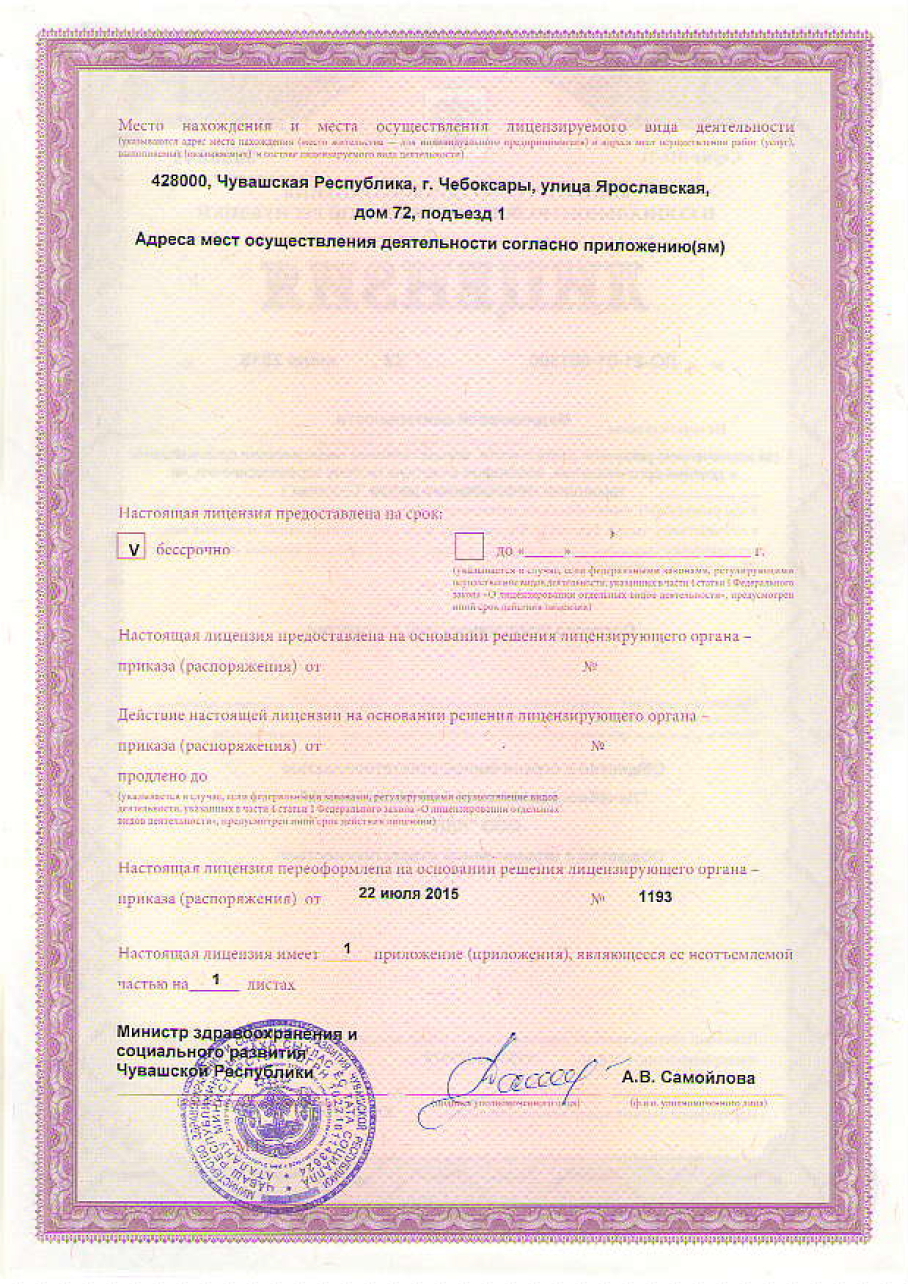 Место нахождения и места осуществления лицензируемого вида деятельности
(указываются адрес места нахождения (место жительства — для индивидуального предпринимателя) и адреса мест осуществления работ (услуг),
выполняемых (оказываемых) в составе лицензируемого вида деятельности)
428000, Чувашская Республика, г. Чебоксары, улица Ярославская,
дом 72, подъезд 1
Адреса мест осуществления деятельности согласно приложению(ям)
Настоящая лицензия предоставлена на срок:
V бессрочно
до «_____» ____________________ ________ г.
(указывается в случае, если федеральными законами, регулирующими
осуществление видов деятельности, указанных в части 4 статьи 1 Федерального
закона «О лицензировании отдельных видов деятельности», предусмотрен
иной срок действия лицензии)
Настоящая лицензия предоставлена на основании решения лицензирующего органа –
приказа (распоряжения) от №
Действие настоящей лицензии на основании решения лицензирующего органа –
приказа (распоряжения) от №
продлено до
(указывается в случае, если федеральными законами, регулирующими осуществление видов
деятельности, указанных в части 4 статьи 1 Федерального закона «О лицензировании отдельных
видов деятельности», предусмотрен иной срок действия лицензии)
Настоящая лицензия переоформлена на основании решения лицензирующего органа –
приказа (распоряжения) от 22 июля 2015 № 1193
Настоящая лицензия имеет 1 приложение (приложения), являющееся ее неотъемлемой
частью на 1 листах
Министр здравоохранения и
социального развития
Чувашской Республики
А.В. Самойлова
(подпись уполномоченного лица)
(ф.и.о. уполномоченного лица)